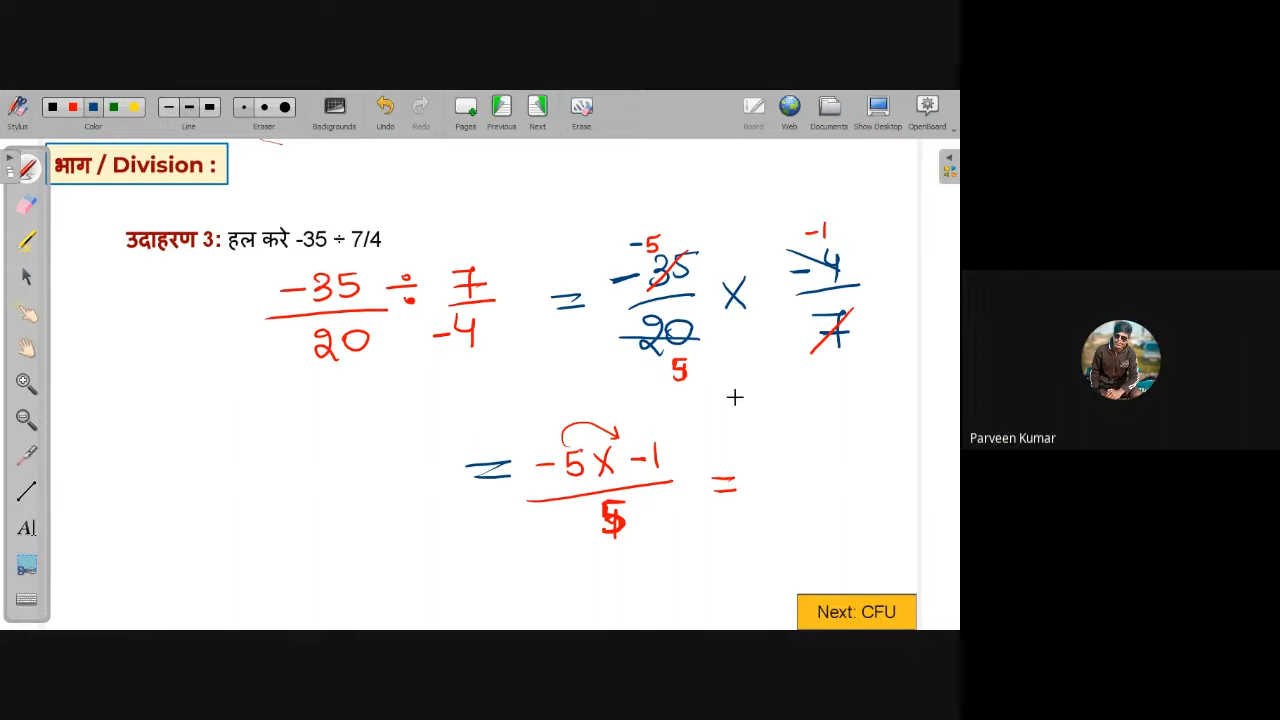 Stylus Color Line Eraser Backgrounds Undo Redo Pages Previous Next Erase Board Web Documents Show Desktop OpenBoard
भाग / Division :
उदाहरण 3: हल करे -35 ÷ 7/4
-35/20 ÷ 7/-4 = -35/20 × -4/7
-5 -1
5
= -5 × -1 / 5 =
Parveen Kumar
Next: CFU